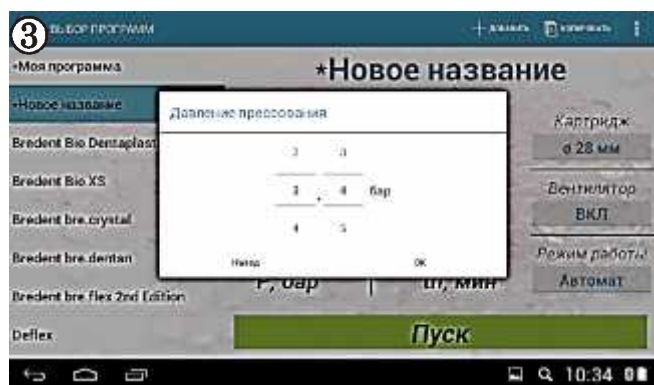 3
ВЫБОР ПРОГРАММ
ДОБАВИТЬ
КОПИРОВАТЬ
*Моя программа
*Новое название
*Новое название
Bredent Bio Dentaplast
Bredent Bio XS
Bredent bre.crystal
Bredent bre.dentan
Bredent bre.flex 2nd Edition
Deflex
Давление прессования
2 3
3 , 4 бар
4 5
Назад
ОК
P, бар
t11, мин
Картридж
ø 28 мм
Вентилятор
ВКЛ
Режим работы
Автомат
Пуск
10:34